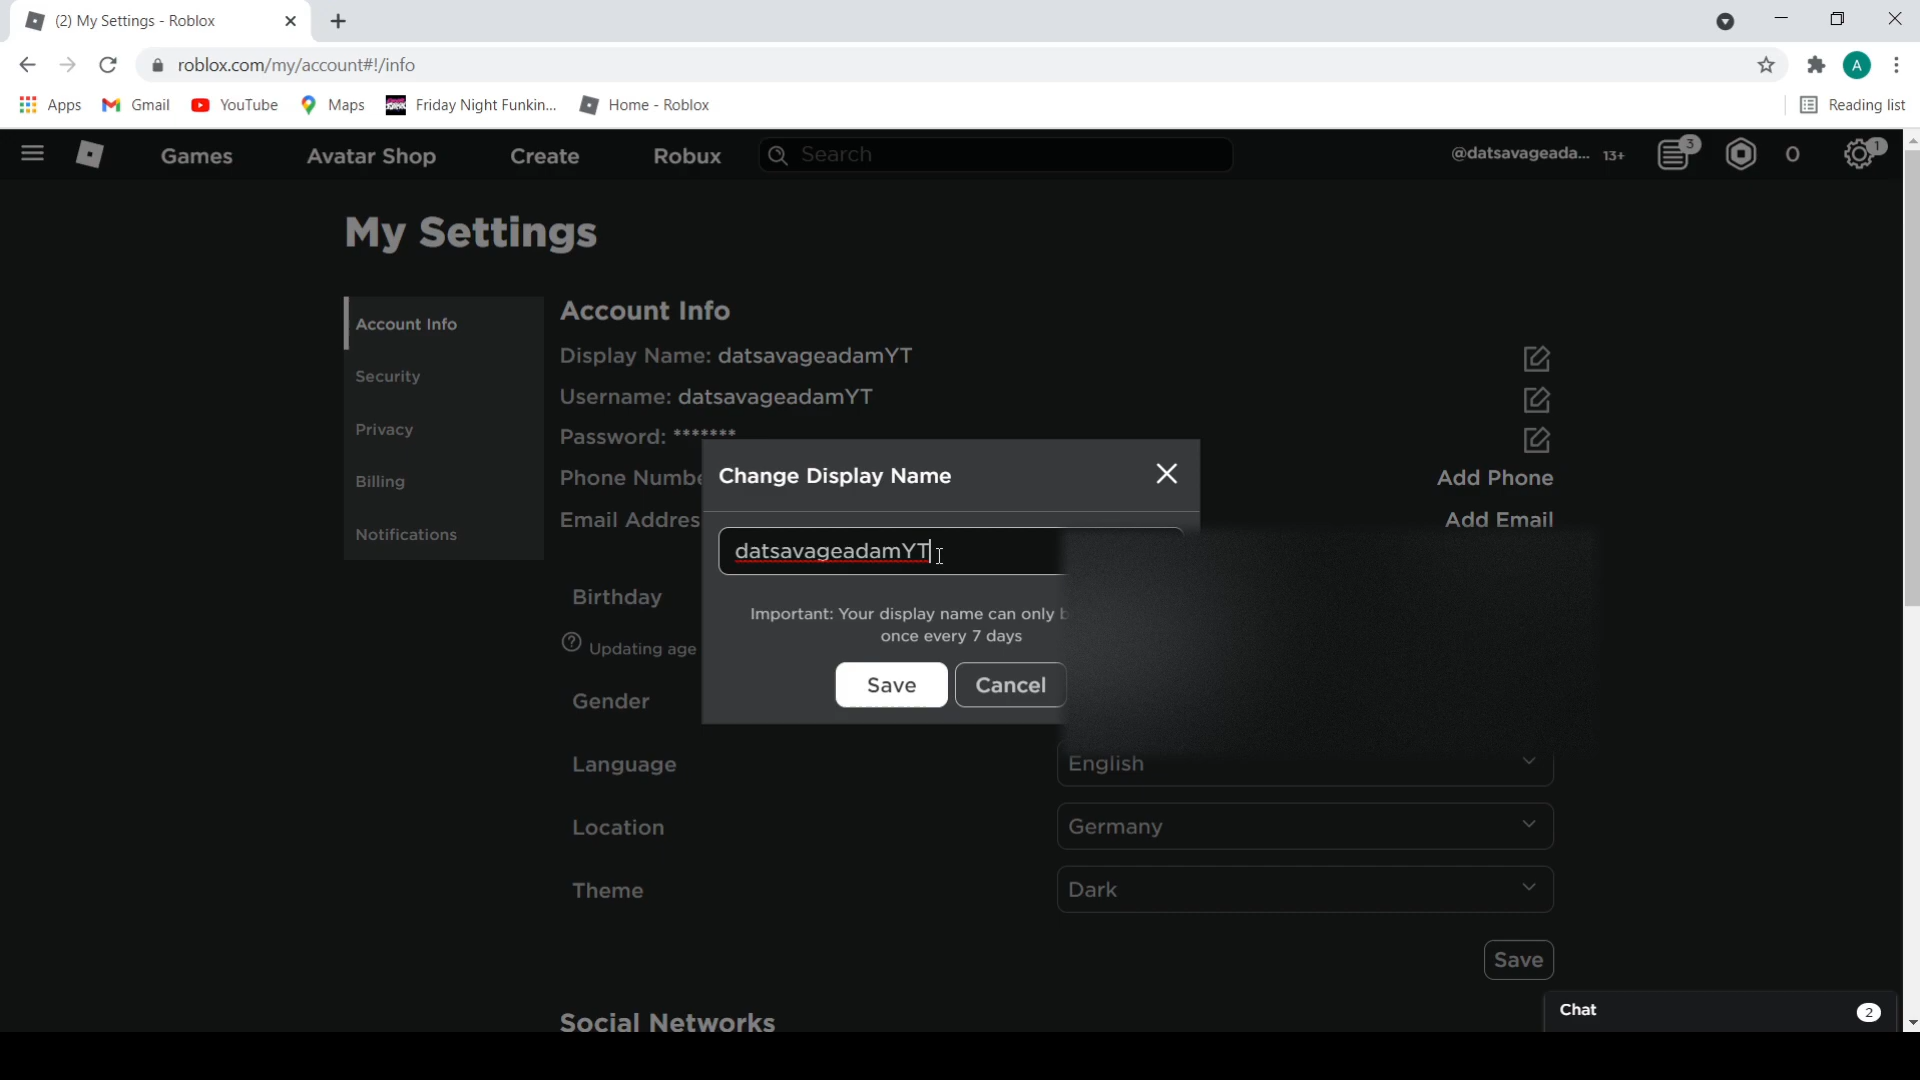 (2) My Settings - Roblox
roblox.com/my/account#!/info
A
Apps Gmail YouTube Maps Friday Night Funkin... Home - Roblox Reading list
Games Avatar Shop Create Robux Search @datsavageada... 13+ 3 0 1
My Settings
Account Info
Security
Privacy
Billing
Notifications
Account Info
Display Name: datsavageadamYT
Username: datsavageadamYT
Password: *******
Phone Numbe
Add Phone
Email Addres
Add Email
Change Display Name
datsavageadamYT
Important: Your display name can only
once every 7 days
Save Cancel
Birthday
Updating age
Gender
Language English
Location Germany
Theme Dark
Save
Social Networks
Chat 2